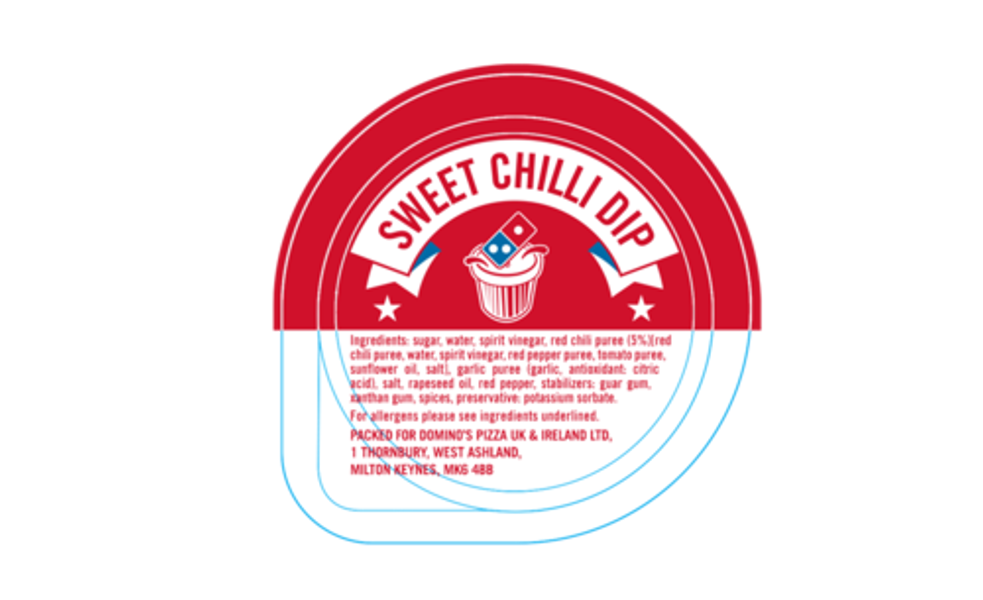 SWEET CHILLI DIP
Ingredients: sugar, water, spirit vinegar, red chili puree (5%)[red
chili puree, water, spirit vinegar, red pepper puree, tomato puree,
sunflower oil, salt], garlic puree (garlic, antioxidant: citric
acid), salt, rapeseed oil, red pepper, stabilizers: guar gum,
xanthan gum, spices, preservative: potassium sorbate.
For allergens please see ingredients underlined.
PACKED FOR DOMINO'S PIZZA UK & IRELAND LTD,
1 THORNBURY, WEST ASHLAND,
MILTON KEYNES, MK6 4BB